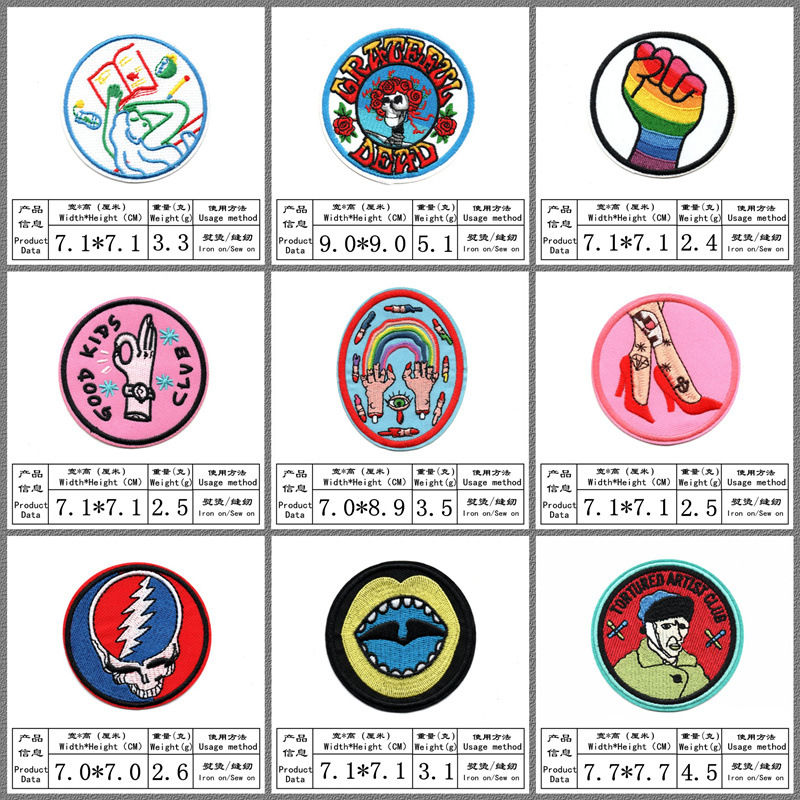 产品信息
Product Data
宽*高 (厘米)
Width*Height (CM)
重量(克)
Weight(g)
使用方法
Usage method
7.1*7.1
3.3
熨烫/缝纫
Iron on/Sew on
GRATEFUL
DEAD
产品信息
Product Data
宽*高 (厘米)
Width*Height (CM)
重量(克)
Weight(g)
使用方法
Usage method
9.0*9.0
5.1
熨烫/缝纫
Iron on/Sew on
产品信息
Product Data
宽*高 (厘米)
Width*Height (CM)
重量(克)
Weight(g)
使用方法
Usage method
7.1*7.1
2.4
熨烫/缝纫
Iron on/Sew on
GOOD KIDS
CLVB
产品信息
Product Data
宽*高 (厘米)
Width*Height (CM)
重量(克)
Weight(g)
使用方法
Usage method
7.1*7.1
2.5
熨烫/缝纫
Iron on/Sew on
产品信息
Product Data
宽*高 (厘米)
Width*Height (CM)
重量(克)
Weight(g)
使用方法
Usage method
7.0*8.9
3.5
熨烫/缝纫
Iron on/Sew on
产品信息
Product Data
宽*高 (厘米)
Width*Height (CM)
重量(克)
Weight(g)
使用方法
Usage method
7.1*7.1
2.5
熨烫/缝纫
Iron on/Sew on
产品信息
Product Data
宽*高 (厘米)
Width*Height (CM)
重量(克)
Weight(g)
使用方法
Usage method
7.0*7.0
2.6
熨烫/缝纫
Iron on/Sew on
产品信息
Product Data
宽*高 (厘米)
Width*Height (CM)
重量(克)
Weight(g)
使用方法
Usage method
7.1*7.1
3.1
熨烫/缝纫
Iron on/Sew on
TORTURED ARTIST CLUB
产品信息
Product Data
宽*高 (厘米)
Width*Height (CM)
重量(克)
Weight(g)
使用方法
Usage method
7.7*7.7
4.5
熨烫/缝纫
Iron on/Sew on